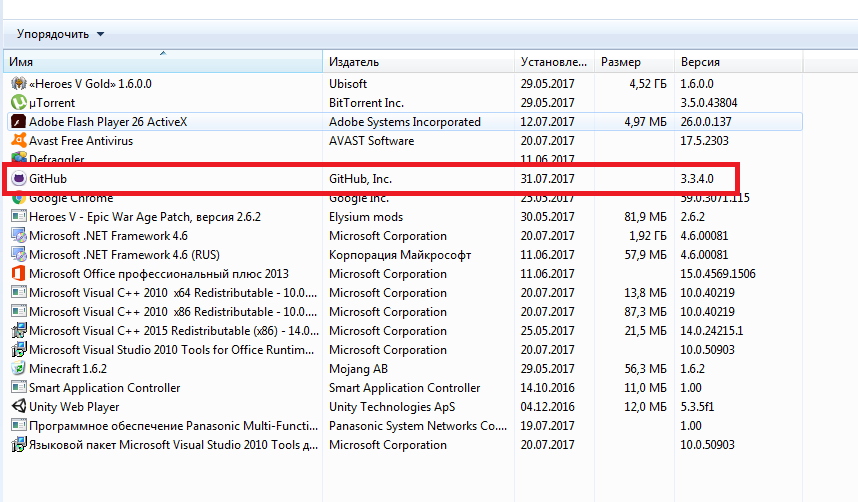 Упорядочить
Имя Издатель Установле... Размер Версия
«Heroes V Gold» 1.6.0.0 Ubisoft 29.05.2017 4,52 ГБ 1.6.0.0
µTorrent BitTorrent Inc. 29.05.2017 3.5.0.43804
Adobe Flash Player 26 ActiveX Adobe Systems Incorporated 12.07.2017 4,97 МБ 26.0.0.137
Avast Free Antivirus AVAST Software 20.07.2017 17.5.2303
Defraggler 11.06.2017
GitHub GitHub, Inc. 31.07.2017 3.3.4.0
Google Chrome Google Inc. 25.05.2017 59.0.3071.115
Heroes V - Epic War Age Patch, версия 2.6.2 Elysium mods 30.05.2017 81,9 МБ 2.6.2
Microsoft .NET Framework 4.6 Microsoft Corporation 20.07.2017 1,92 ГБ 4.6.00081
Microsoft .NET Framework 4.6 (RUS) Корпорация Майкрософт 11.06.2017 57,9 МБ 4.6.00081
Microsoft Office профессиональный плюс 2013 Microsoft Corporation 11.06.2017 15.0.4569.1506
Microsoft Visual C++ 2010 x64 Redistributable - 10.0.... Microsoft Corporation 20.07.2017 13,8 МБ 10.0.40219
Microsoft Visual C++ 2010 x86 Redistributable - 10.0.... Microsoft Corporation 20.07.2017 87,3 МБ 10.0.40219
Microsoft Visual C++ 2015 Redistributable (x86) - 14.0... Microsoft Corporation 25.05.2017 21,5 МБ 14.0.24215.1
Microsoft Visual Studio 2010 Tools for Office Runtim... Microsoft Corporation 20.07.2017 10.0.50903
Minecraft 1.6.2 Mojang AB 29.05.2017 56,3 МБ 1.6.2
Smart Application Controller Smart Application Controller 14.10.2016 11,0 МБ 1.00
Unity Web Player Unity Technologies ApS 04.12.2016 12,0 МБ 5.3.5f1
Программное обеспечение Panasonic Multi-Functi... Panasonic System Networks Co.... 19.07.2017 1.00
Языковой пакет Microsoft Visual Studio 2010 Tools д... Microsoft Corporation 20.07.2017 10.0.50903